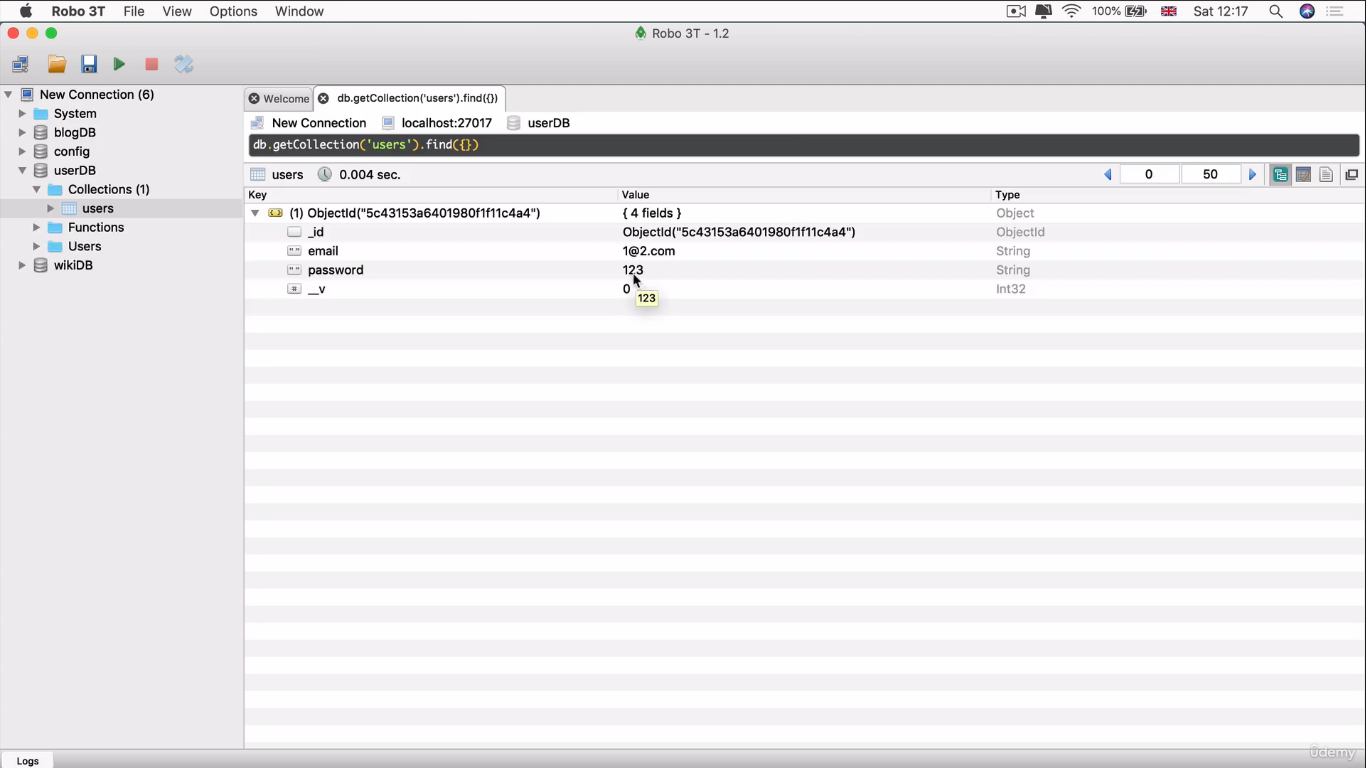 Robo 3T File View Options Window 100% Sat 12:17
Robo 3T - 1.2
New Connection (6)
System
blogDB
config
userDB
Collections (1)
users
Functions
Users
wikiDB
Welcome db.getCollection('users').find({})
New Connection localhost:27017 userDB
db.getCollection('users').find({})
users 0.004 sec. 0 50
Key Value Type
(1) ObjectId("5c43153a6401980f1f11c4a4") { 4 fields } Object
_id ObjectId("5c43153a6401980f1f11c4a4") ObjectId
email 1@2.com String
password 123 String
__v 0 Int32
123
Logs
ûdemy